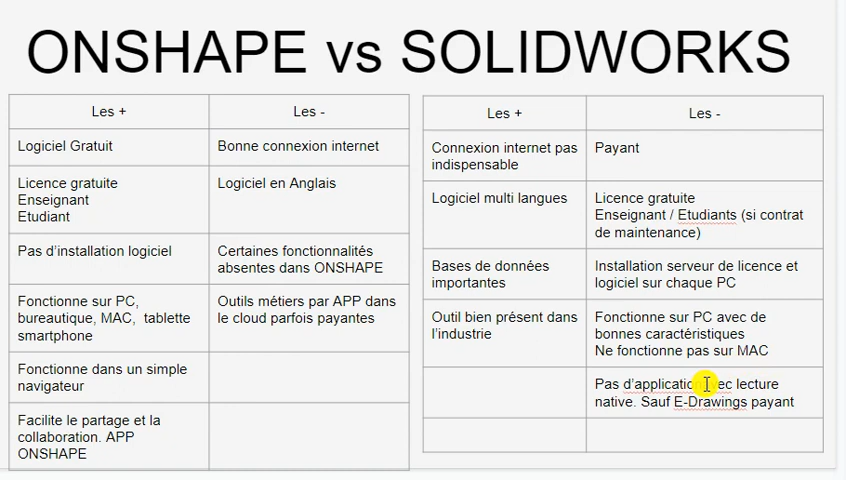 ONSHAPE vs SOLIDWORKS
Les +
Les -
Logiciel Gratuit
Bonne connexion internet
Licence gratuite
Enseignant
Etudiant
Logiciel en Anglais
Pas d'installation logiciel
Certaines fonctionnalités
absentes dans ONSHAPE
Fonctionne sur PC,
bureautique, MAC, tablette
smartphone
Outils métiers par APP dans
le cloud parfois payantes
Fonctionne dans un simple
navigateur
Facilite le partage et la
collaboration. APP
ONSHAPE
Les +
Les -
Connexion internet pas
indispensable
Payant
Logiciel multi langues
Licence gratuite
Enseignant / Etudiants (si contrat
de maintenance)
Bases de données
importantes
Installation serveur de licence et
logiciel sur chaque PC
Outil bien présent dans
l'industrie
Fonctionne sur PC avec de
bonnes caractéristiques
Ne fonctionne pas sur MAC
Pas d'application avec lecture
native. Sauf E-Drawings payant